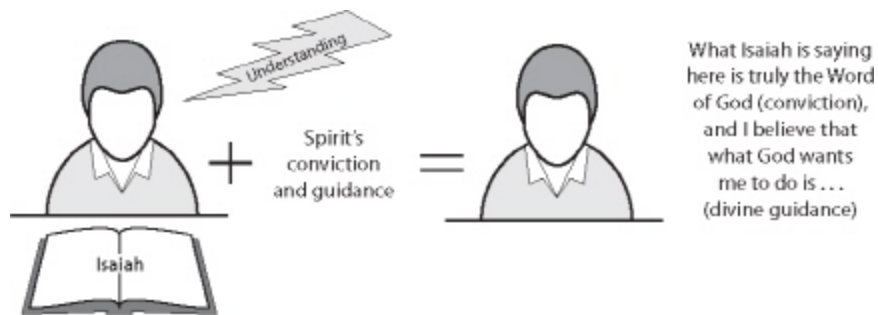 Understanding
Isaiah
+
Spirit's
conviction
and guidance
=
What Isaiah is saying
here is truly the Word
of God (conviction),
and I believe that
what God wants
me to do is ...
(divine guidance)